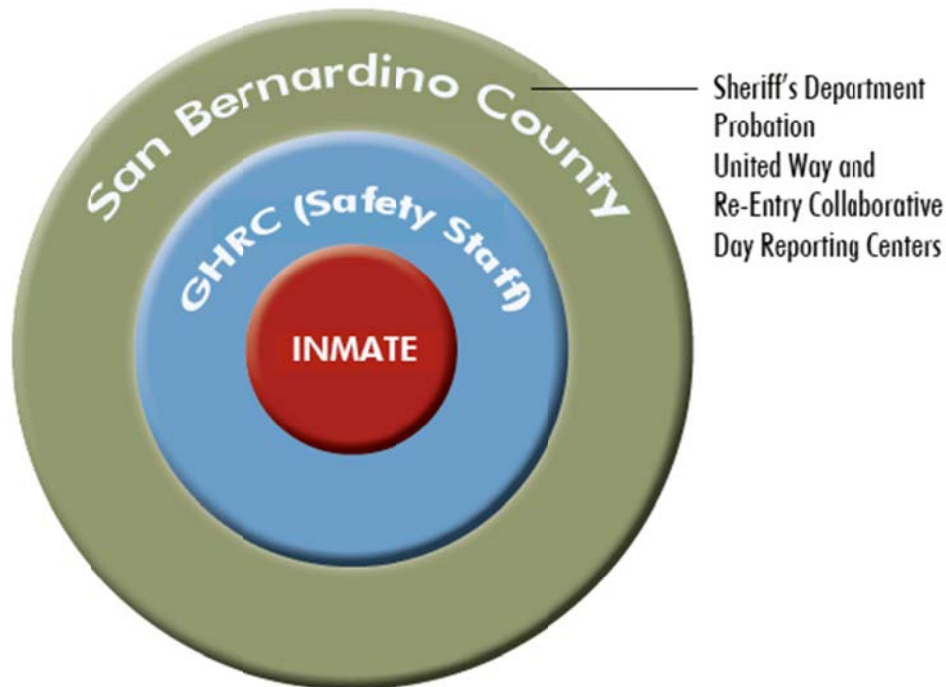 San Bernardino County
GHRC (Safety Staff)
INMATE
Sheriff's Department
Probation
United Way and
Re-Entry Collaborative
Day Reporting Centers